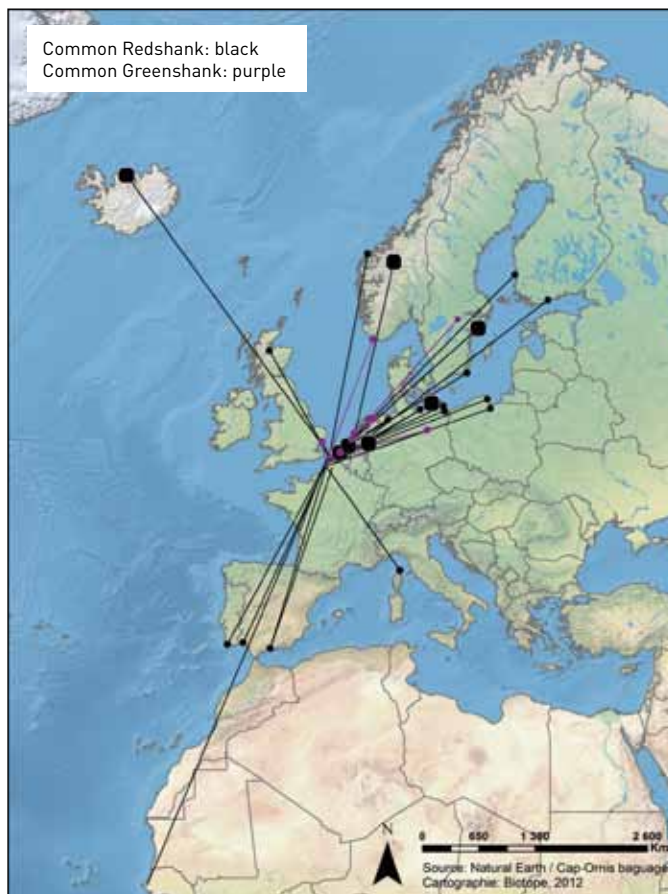 Common Redshank: black
Common Greenshank: purple
N
0 650 1 300 2 600
Km
Source: Natural Earth / Cap-Ornis baguage
Cartographie: Biotope, 2012